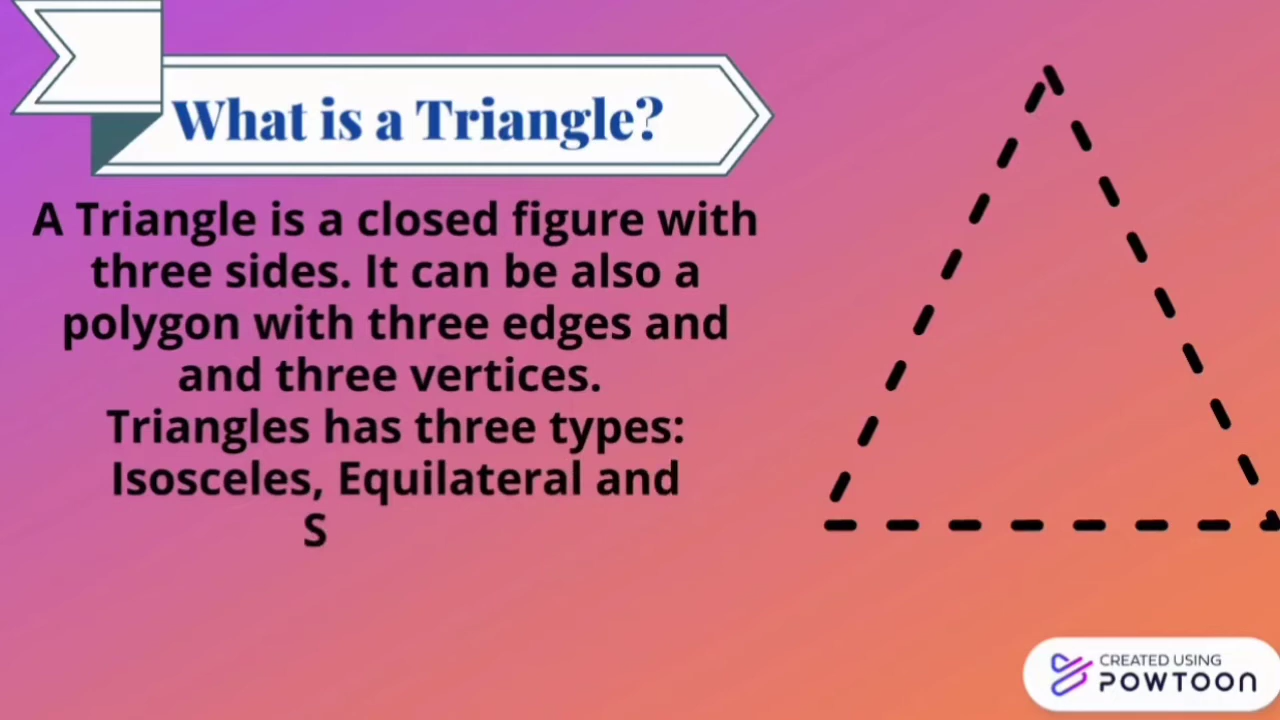 What is a Triangle?
A Triangle is a closed figure with
three sides. It can be also a
polygon with three edges and
and three vertices.
Triangles has three types:
Isosceles, Equilateral and
S
CREATED USING
POWTOON